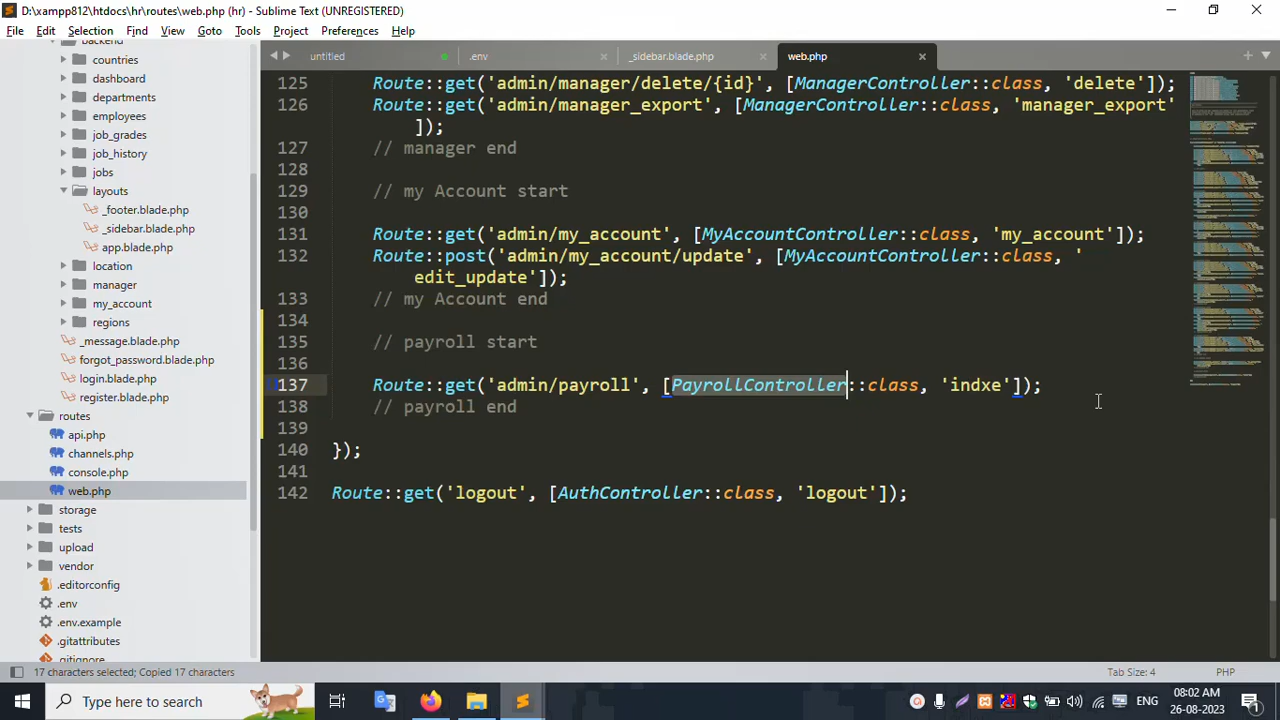 D:\xampp812\htdocs\hr\routes\web.php (hr) - Sublime Text (UNREGISTERED)
File Edit Selection Find View Goto Tools Project Preferences Help
untitled .env _sidebar.blade.php web.php
backend
countries
dashboard
departments
employees
job_grades
job_history
jobs
layouts
_footer.blade.php
_sidebar.blade.php
app.blade.php
location
manager
my_account
regions
_message.blade.php
forgot_password.blade.php
login.blade.php
register.blade.php
routes
api.php
channels.php
console.php
web.php
storage
tests
upload
vendor
.editorconfig
.env
.env.example
.gitattributes
.gitignore
125 Route::get('admin/manager/delete/{id}', [ManagerController::class, 'delete']);
126 Route::get('admin/manager_export', [ManagerController::class, 'manager_export'
]);
127 // manager end
128
129 // my Account start
130
131 Route::get('admin/my_account', [MyAccountController::class, 'my_account']);
132 Route::post('admin/my_account/update', [MyAccountController::class, '
edit_update']);
133 // my Account end
134
135 // payroll start
136
137 Route::get('admin/payroll', [PayrollController::class, 'indxe']);
138 // payroll end
139
140 });
141
142 Route::get('logout', [AuthController::class, 'logout']);
17 characters selected; Copied 17 characters Tab Size: 4 PHP
Type here to search ENG 08:02 AM
26-08-2023
1